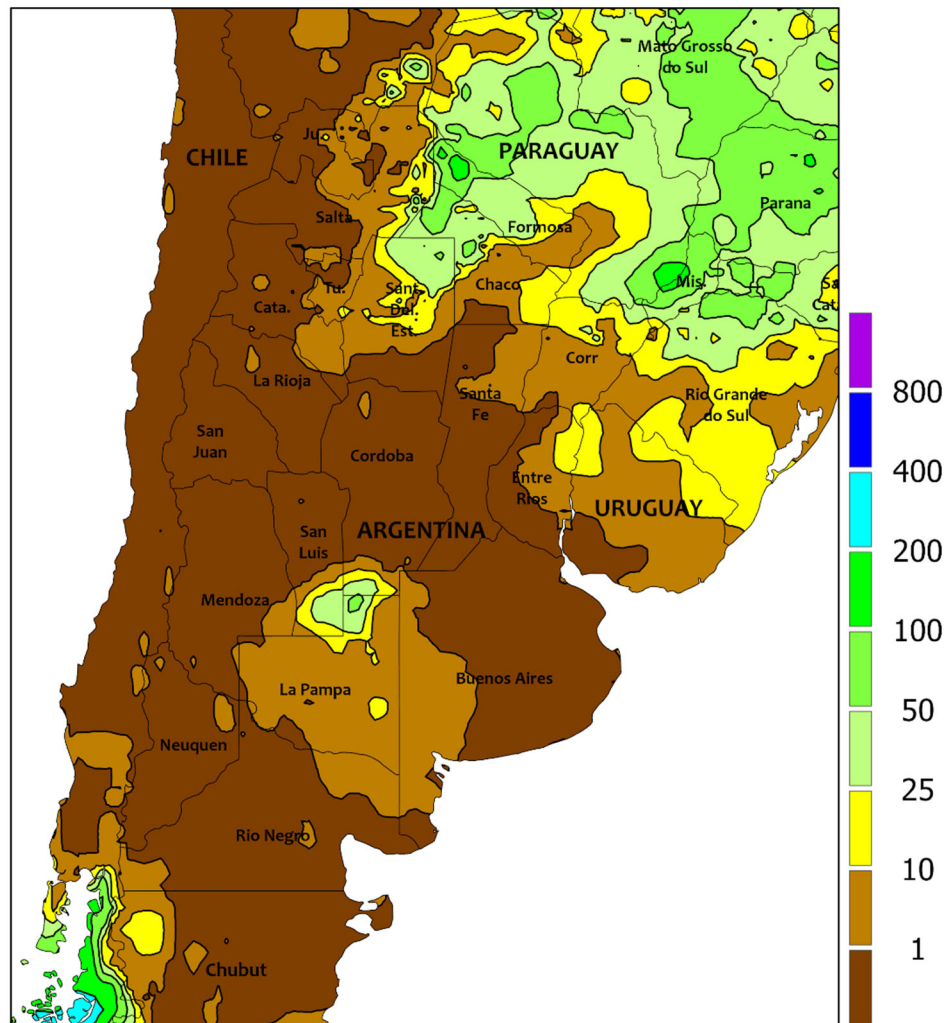 Mato Grosso
do Sul
Ju.
CHILE
PARAGUAY
Parana
Salta
Formosa
Mis.
Chaco
Sa
Cat
Cata.
Tu.
Sant.
Del.
Est.
Corr
La Rioja
Santa
Fe
Rio Grande
do Sul
800
San
Juan
Cordoba
400
Entre
Rios
URUGUAY
ARGENTINA
San
Luis
200
Mendoza
100
Buenos Aires
La Pampa
50
Neuquen
25
Rio Negro
10
Chubut
1